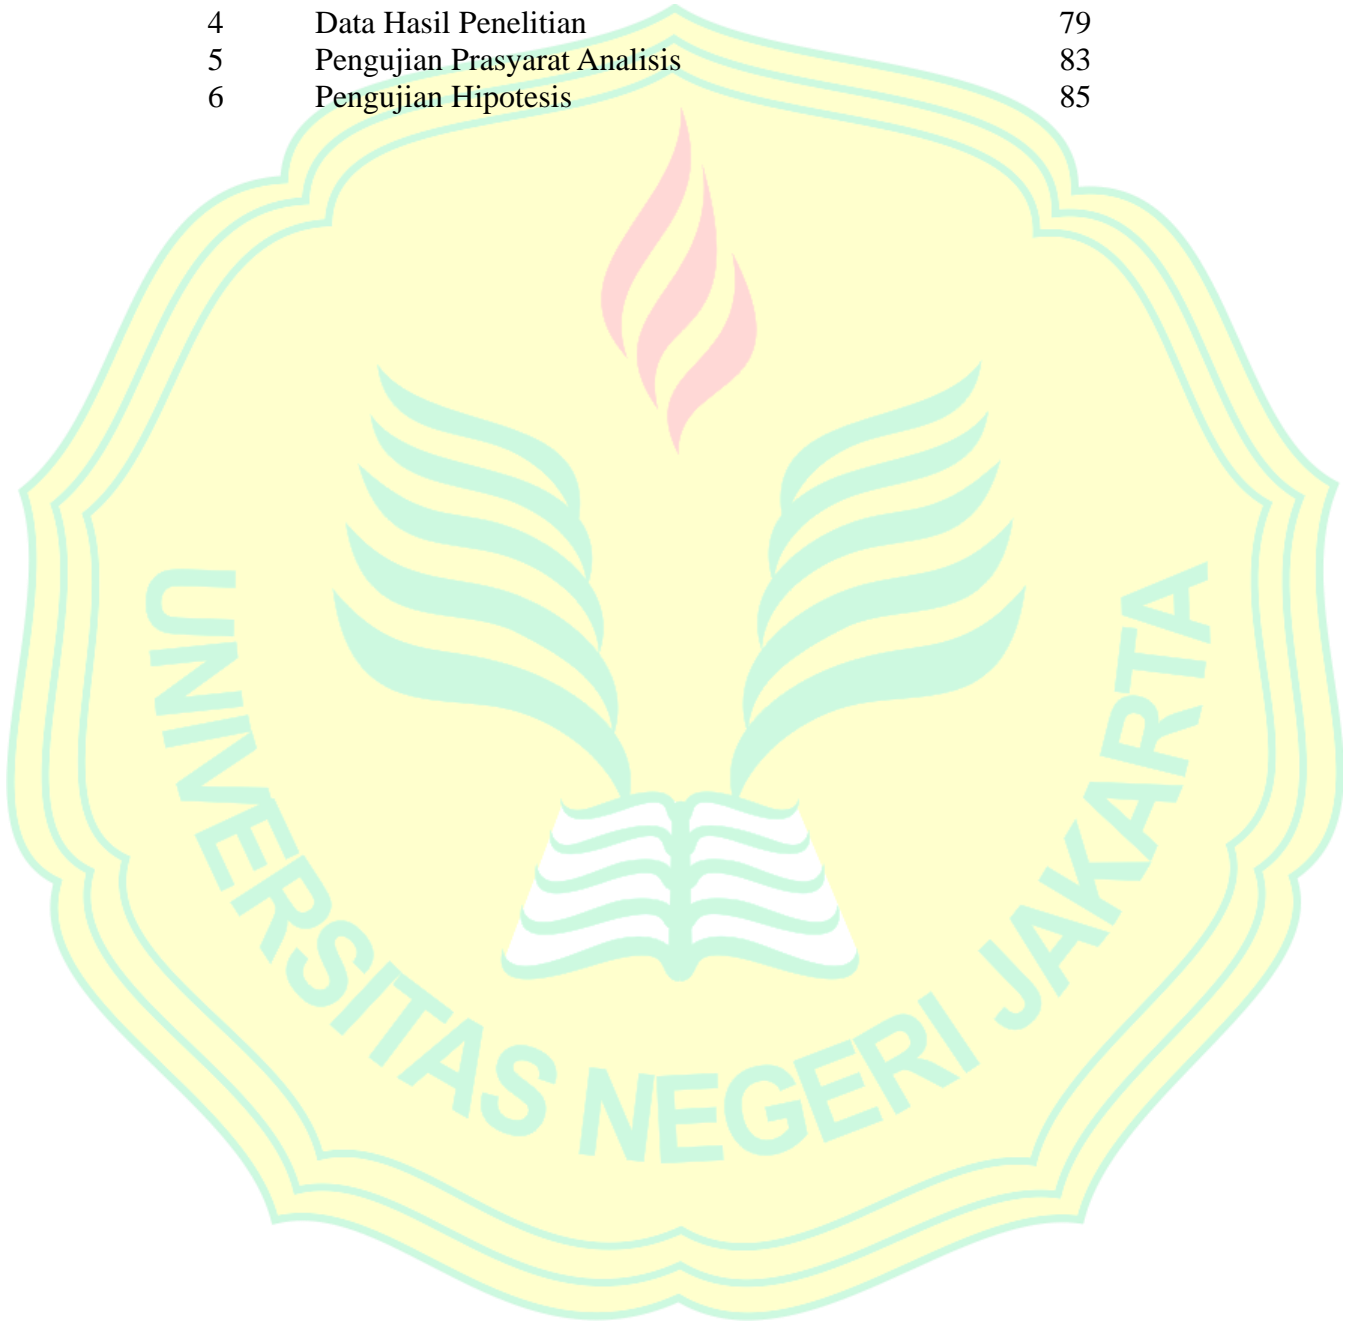 4 Data Hasil Penelitian 79
5 Pengujian Prasyarat Analisis 83
6 Pengujian Hipotesis 85
UNIVERSITAS NEGERI JAKARTA